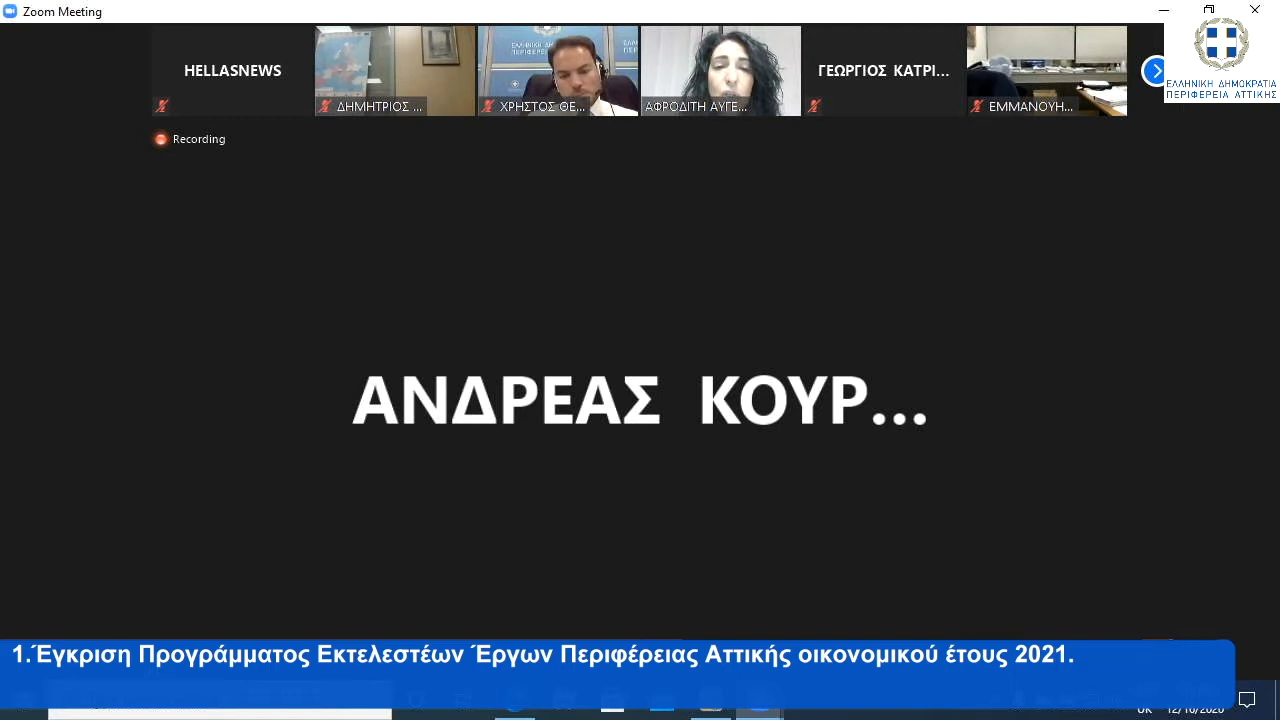 Zoom Meeting
HELLASNEWS
ΔΗΜΗΤΡΙΟΣ ...
ΧΡΗΣΤΟΣ ΘΕ...
ΑΦΡΟΔΙΤΗ ΑΥΓΕ...
ΓΕΩΡΓΙΟΣ ΚΑΤΡΙ...
ΕΜΜΑΝΟΥΗ...
ΕΛΛΗΝΙΚΗ ΔΗΜΟΚΡΑΤΙΑ
ΠΕΡΙΦΕΡΕΙΑ ΑΤΤΙΚΗΣ
Recording
ΑΝΔΡΕΑΣ ΚΟΥΡ...
1.Έγκριση Προγράμματος Εκτελεστέων Έργων Περιφέρειας Αττικής οικονομικού έτους 2021.
UK 12/10/2020